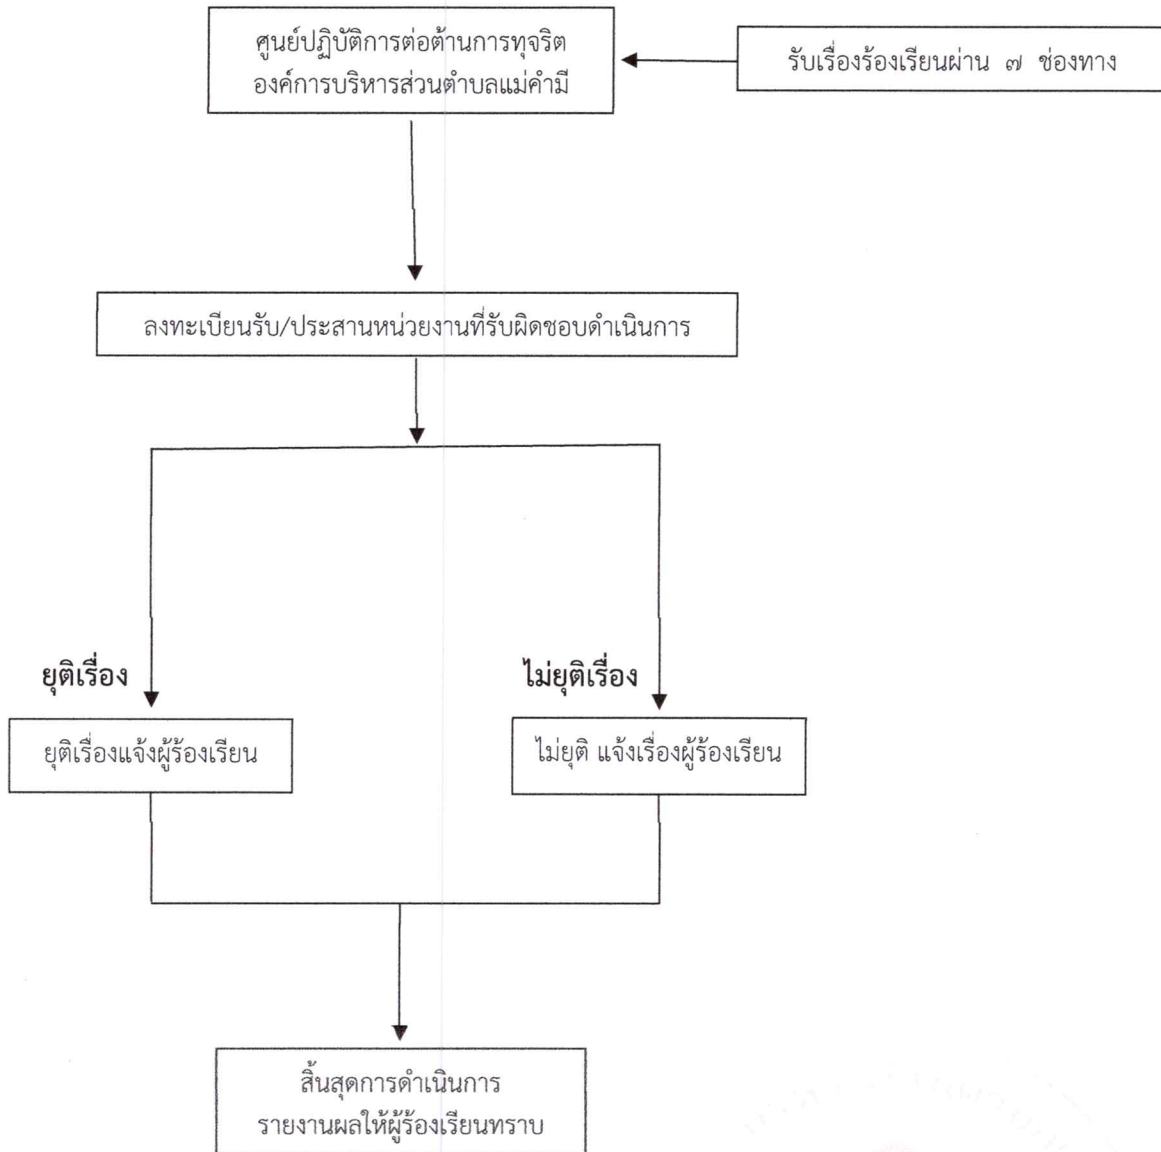 ศูนย์ปฏิบัติการต่อต้านการทุจริต
องค์การบริหารส่วนตำบลแม่คำมี
รับเรื่องร้องเรียนผ่าน ๗ ช่องทาง
ลงทะเบียนรับ/ประสานหน่วยงานที่รับผิดชอบดำเนินการ
ยุติเรื่อง
ไม่ยุติเรื่อง
ยุติเรื่องแจ้งผู้ร้องเรียน
ไม่ยุติ แจ้งเรื่องผู้ร้องเรียน
สิ้นสุดการดำเนินการ
รายงานผลให้ผู้ร้องเรียนทราบ